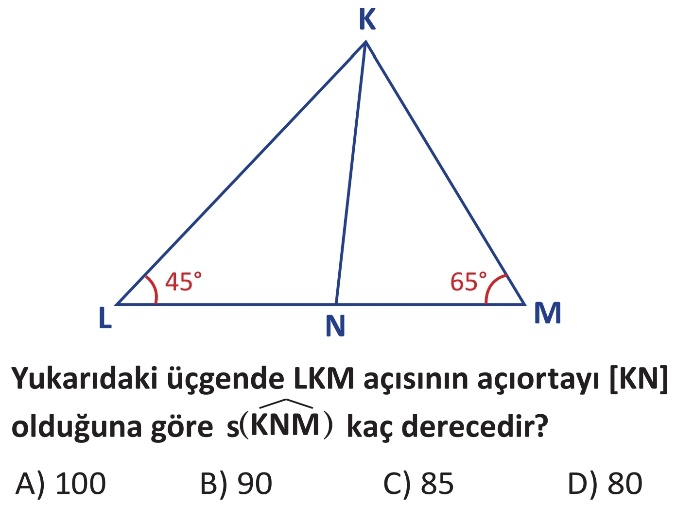 K
45°
65°
L
N
M
Yukarıdaki üçgende LKM açısının açıortayı [KN]
olduğuna göre s(KNM) kaç derecedir?
A) 100 B) 90 C) 85 D) 80